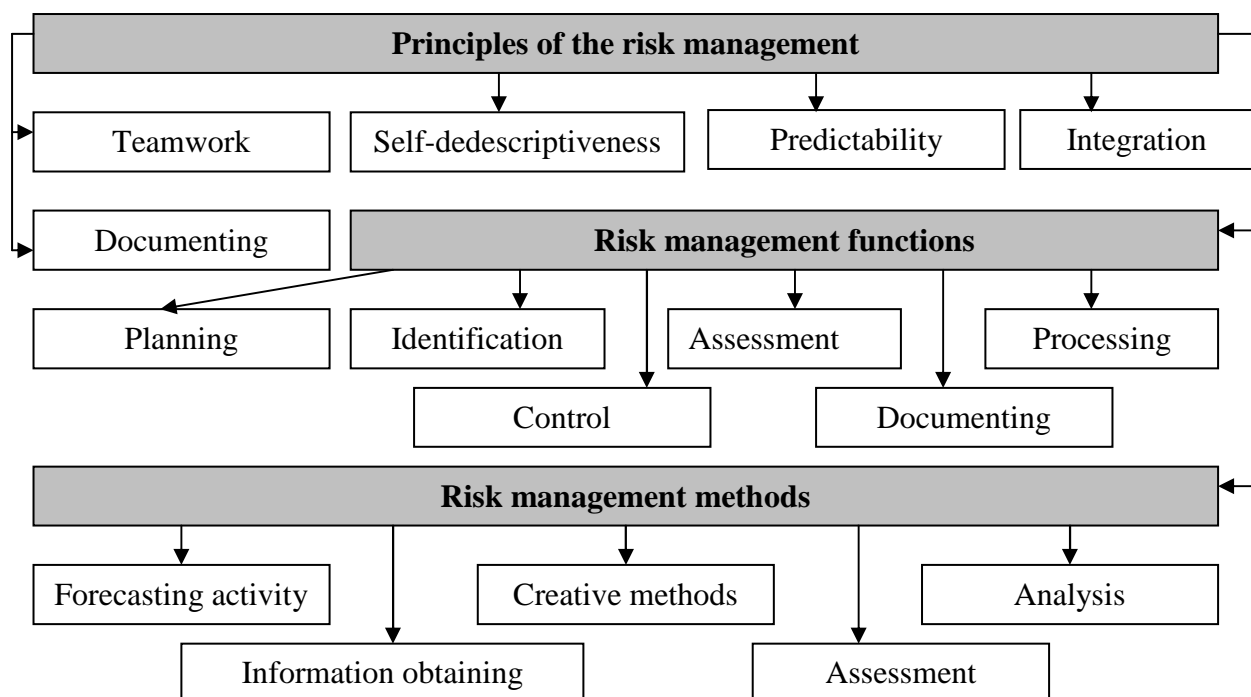 Principles of the risk management
Teamwork
Self-dedescriptiveness
Predictability
Integration
Documenting
Risk management functions
Planning
Identification
Assessment
Processing
Control
Documenting
Risk management methods
Forecasting activity
Creative methods
Analysis
Information obtaining
Assessment